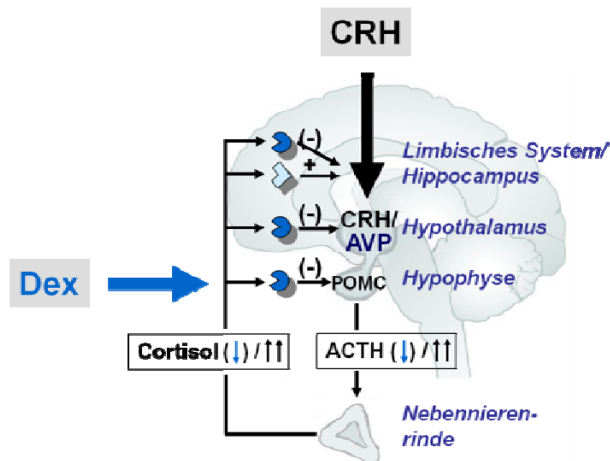 CRH
(-)
+
Limbisches System/
Hippocampus
(-)
CRH/
AVP
Hypothalamus
Dex
(-)
POMC
Hypophyse
Cortisol (↓) / ↑↑
ACTH (↓) / ↑↑
Nebennieren-
rinde